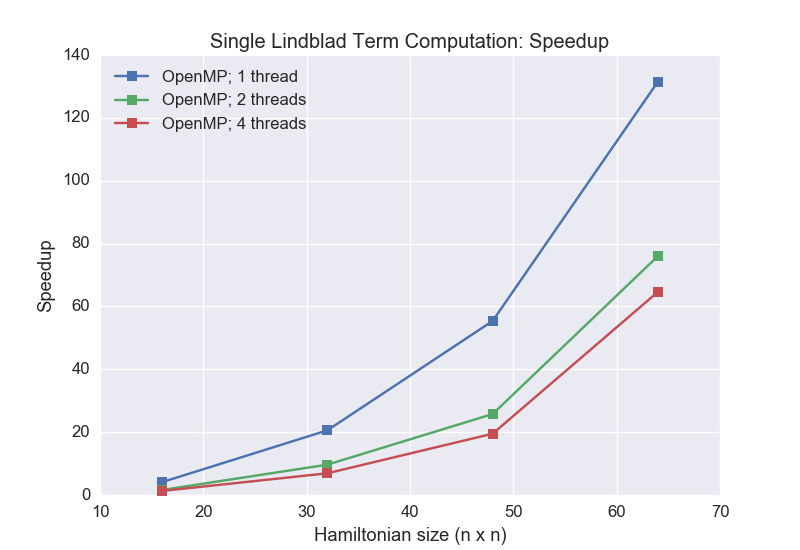 Single Lindblad Term Computation: Speedup
140
120
100
80
60
40
20
0
Speedup
OpenMP; 1 thread
OpenMP; 2 threads
OpenMP; 4 threads
10 20 30 40 50 60 70
Hamiltonian size (n x n)